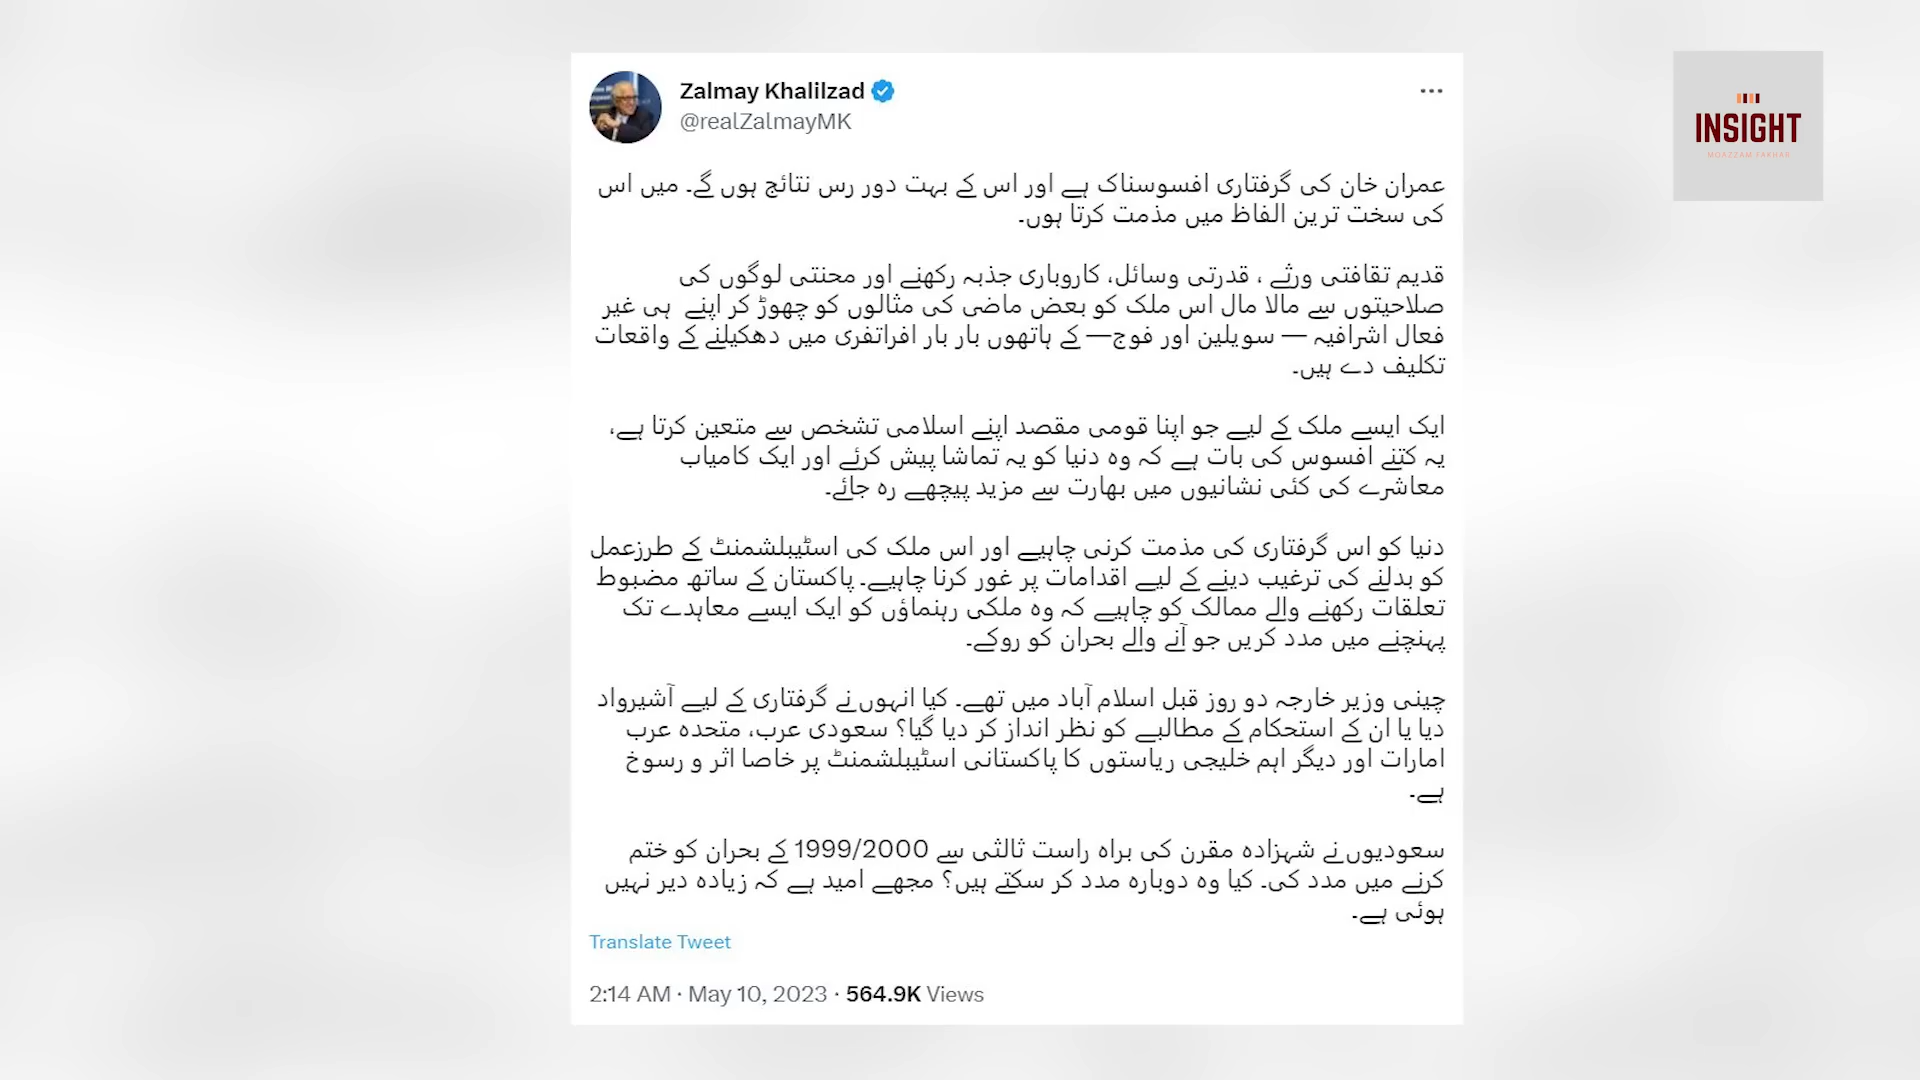 Zalmay Khalilzad
@realZalmayMK
INSIGHT
MOAZZAM FAKHAR
عمران خان کی گرفتاری افسوسناک ہے اور اس کے بہت دور رس نتائج ہوں گے۔ میں اس
کی سخت ترین الفاظ میں مذمت کرتا ہوں۔
قدیم ثقافتی ورثے ، قدرتی وسائل، کاروباری جذبہ رکھنے اور محنتی لوگوں کی
صلاحیتوں سے مالا مال اس ملک کو بعض ماضی کی مثالوں کو چھوڑ کر اپنے ہی غیر
فعال اشرافیہ — سویلین اور فوج— کے ہاتھوں بار بار افراتفری میں دھکیلنے کے واقعات
تکلیف دے ہیں۔
ایک ایسے ملک کے لیے جو اپنا قومی مقصد اپنے اسلامی تشخص سے متعین کرتا ہے،
یہ کتنے افسوس کی بات ہے کہ وہ دنیا کو یہ تماشا پیش کرئے اور ایک کامیاب
معاشرے کی کئی نشانیوں میں بھارت سے مزید پیچھے رہ جائے۔
دنیا کو اس گرفتاری کی مذمت کرنی چاہیے اور اس ملک کی اسٹیبلشمنٹ کے طرزعمل
کو بدلنے کی ترغیب دینے کے لیے اقدامات پر غور کرنا چاہیے۔ پاکستان کے ساتھ مضبوط
تعلقات رکھنے والے ممالک کو چاہیے کہ وہ ملکی رہنماؤں کو ایک ایسے معاہدے تک
پہنچنے میں مدد کریں جو آنے والے بحران کو روکے۔
چینی وزیر خارجہ دو روز قبل اسلام آباد میں تھے۔ کیا انہوں نے گرفتاری کے لیے آشیرواد
دیا یا ان کے استحکام کے مطالبے کو نظر انداز کر دیا گیا؟ سعودی عرب، متحدہ عرب
امارات اور دیگر اہم خلیجی ریاستوں کا پاکستانی اسٹیبلشمنٹ پر خاصا اثر و رسوخ
ہے۔
سعودیوں نے شہزادہ مقرن کی براہ راست ثالثی سے 1999/2000 کے بحران کو ختم
کرنے میں مدد کی۔ کیا وہ دوبارہ مدد کر سکتے ہیں؟ مجھے امید ہے کہ زیادہ دیر نہیں
ہوئی ہے۔
Translate Tweet
2:14 AM · May 10, 2023 · 564.9K Views